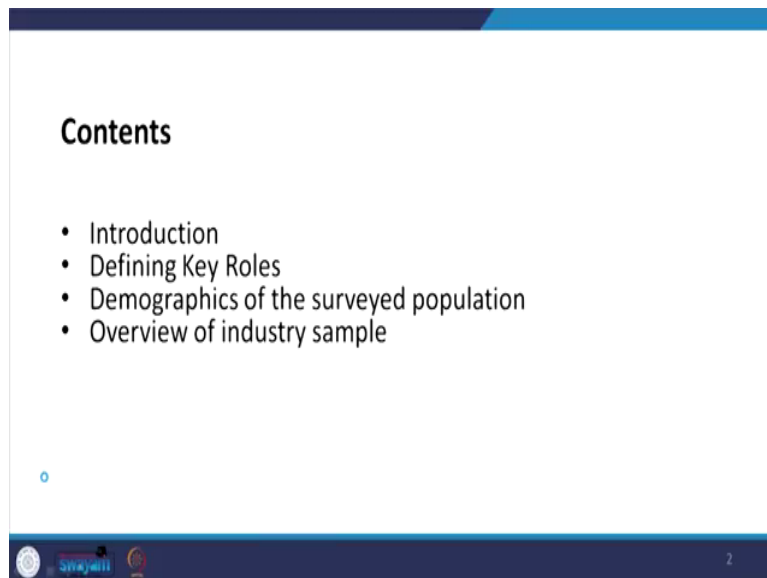 Contents
• Introduction
• Defining Key Roles
• Demographics of the surveyed population
• Overview of industry sample
swayam
2